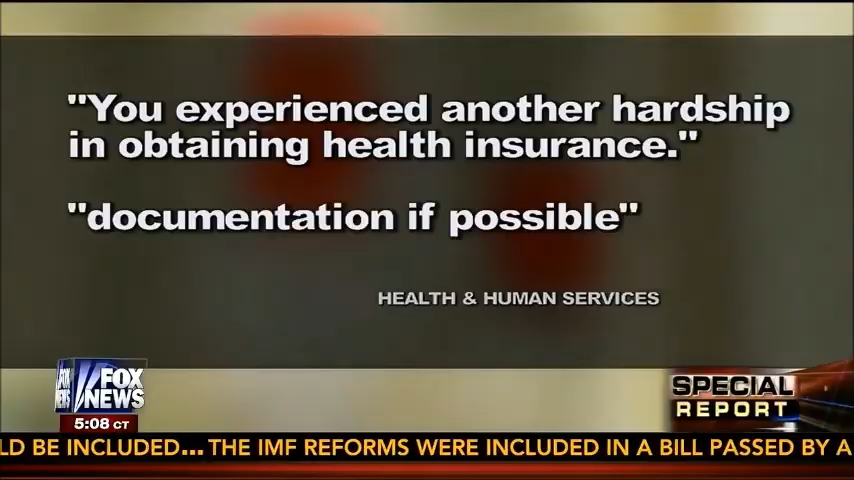 "You experienced another hardship
in obtaining health insurance."
"documentation if possible"
HEALTH & HUMAN SERVICES
FOX
NEWS
5:08 CT
SPECIAL
REPORT
LD BE INCLUDED... THE IMF REFORMS WERE INCLUDED IN A BILL PASSED BY A